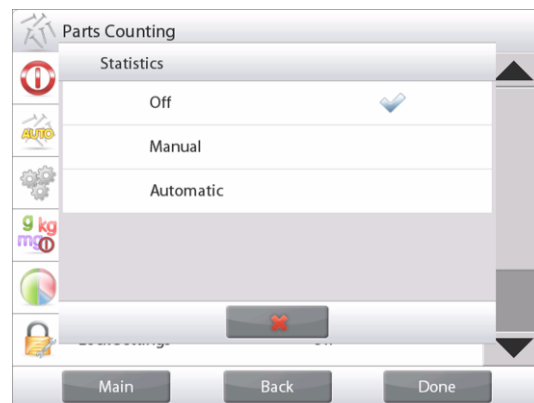 Parts Counting
Statistics
Off
Manual
AUTO
Automatic
g kg
mg
Main
Back
Done